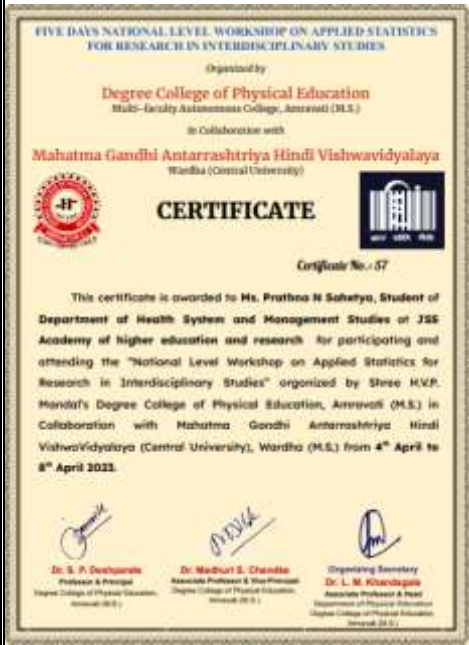 FIVE DAYS NATIONAL LEVEL WORKSHOP ON APPLIED STATISTICS
FOR RESEARCH IN INTERDISCIPLINARY STUDIES
Organized by
Degree College of Physical Education
Multi-faculty Autonomous College, Amravati (M.S.)
In Collaboration with
Mahatma Gandhi Antarrashtriya Hindi Vishwavidyalaya
Wardha (Central University)
CERTIFICATE
Certificate No.: 57
This certificate is awarded to Ms. Prathna N Sahetya, Student of
Department of Health System and Management Studies at JSS
Academy of higher education and research for participating and
attending the "National Level Workshop on Applied Statistics for
Research in Interdisciplinary Studies" organized by Shree H.V.P.
Mandal's Degree College of Physical Education, Amravati (M.S.) in
Collaboration with Mahatma Gandhi Antarrashtriya Hindi
VishwaVidyalaya (Central University), Wardha (M.S.) from 4th April to
8th April 2023.
Dr. S. P. Deshpande
Professor & Principal
Degree College of Physical Education,
Amravati (M.S.)
Dr. Madhuri S. Chendke
Associate Professor & Vice-Principal
Degree College of Physical Education,
Amravati (M.S.)
Organizing Secretary
Dr. L. M. Khandagale
Associate Professor & Head
Department of Physical Education
Degree College of Physical Education,
Amravati (M.S.)